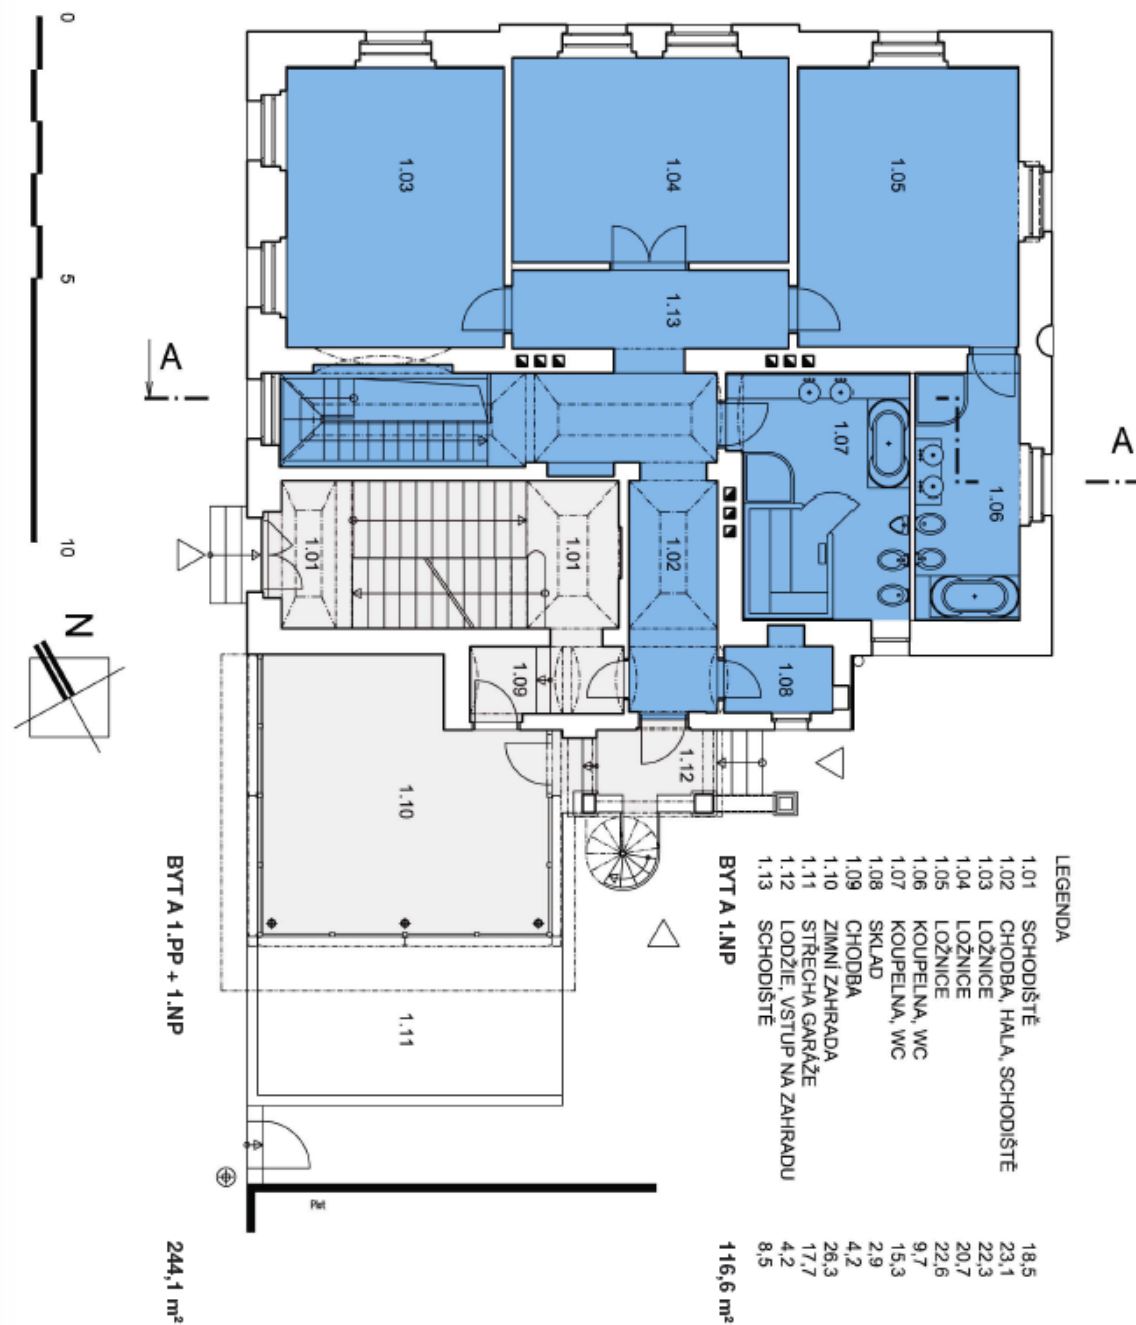 0
5
10
N
A
A
1.03
1.04
1.05
1.13
1.07
1.06
1.01
1.01
1.02
1.09
1.08
1.12
1.10
1.11
Plot
LEGENDA
1.01 SCHODIŠTĚ 18,5
1.02 CHODBA, HALA, SCHODIŠTĚ 23,1
1.03 LOŽNICE 22,3
1.04 LOŽNICE 20,7
1.05 LOŽNICE 22,6
1.06 KOUPELNA, WC 9,7
1.07 KOUPELNA, WC 15,3
1.08 SKLAD 2,9
1.09 CHODBA 4,2
1.10 ZIMNÍ ZAHRADA 26,3
1.11 STŘECHA GARÁŽE 17,7
1.12 LODŽIE, VSTUP NA ZAHRADU 4,2
1.13 SCHODIŠTĚ 8,5
BYT A 1.NP 116,6 m²
BYT A 1.PP + 1.NP 244,1 m²